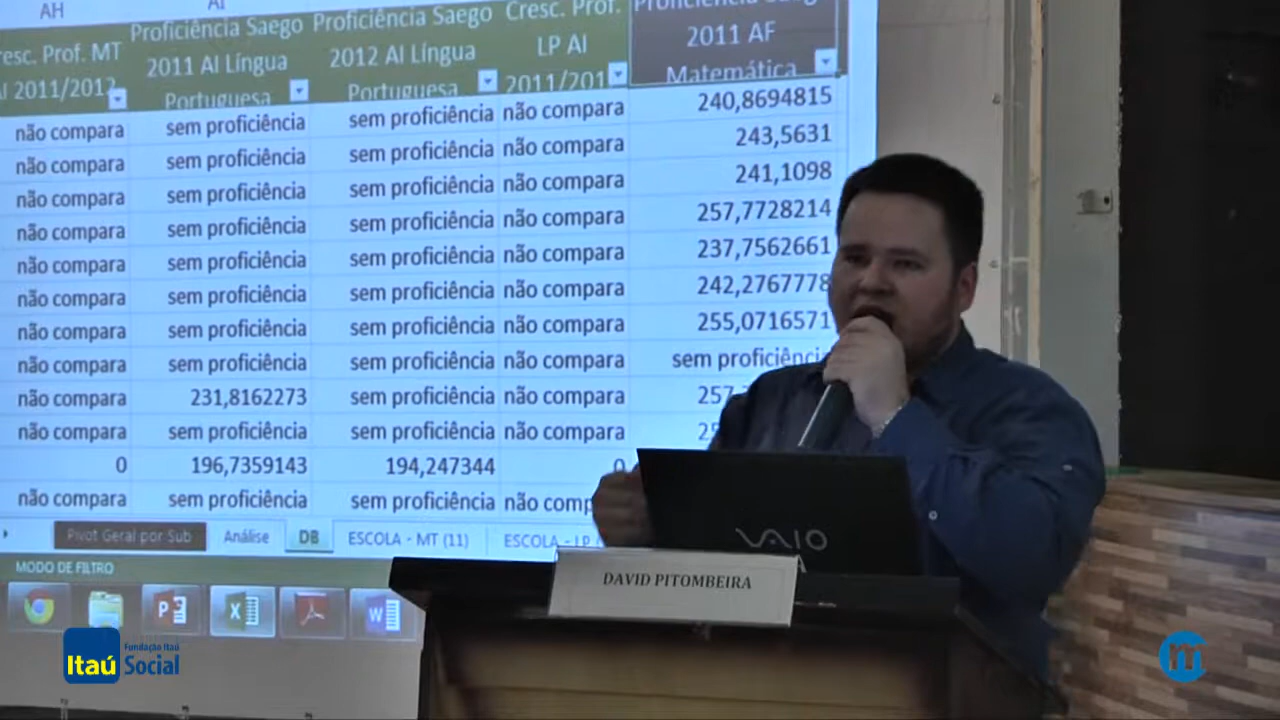 AH
AI
Cresc. Prof. MT
AI 2011/2012
Proficiência Saego
2011 AI Língua
Portuguesa
Proficiência Saego
2012 AI Língua
Portuguesa
Cresc. Prof.
LP AI
2011/201
Proficiência
2011 AF
Matemática
não compara sem proficiência sem proficiência não compara 240,8694815
não compara sem proficiência sem proficiência não compara 243,5631
não compara sem proficiência sem proficiência não compara 241,1098
não compara sem proficiência sem proficiência não compara 257,7728214
não compara sem proficiência sem proficiência não compara 237,7562661
não compara sem proficiência sem proficiência não compara 242,2767778
não compara sem proficiência sem proficiência não compara 255,0716571
não compara sem proficiência sem proficiência não compara sem proficiência
não compara 231,8162273 sem proficiência não compara 257,
não compara sem proficiência sem proficiência não compara
0 196,7359143 194,247344 0
não compara sem proficiência sem proficiência não comp
Pivot Geral por Sub Análise DB ESCOLA - MT (11) ESCOLA - LP
MODO DE FILTRO
VAIO
DAVID PITOMBEIRA
Itaú
Fundação Itaú
Social
m